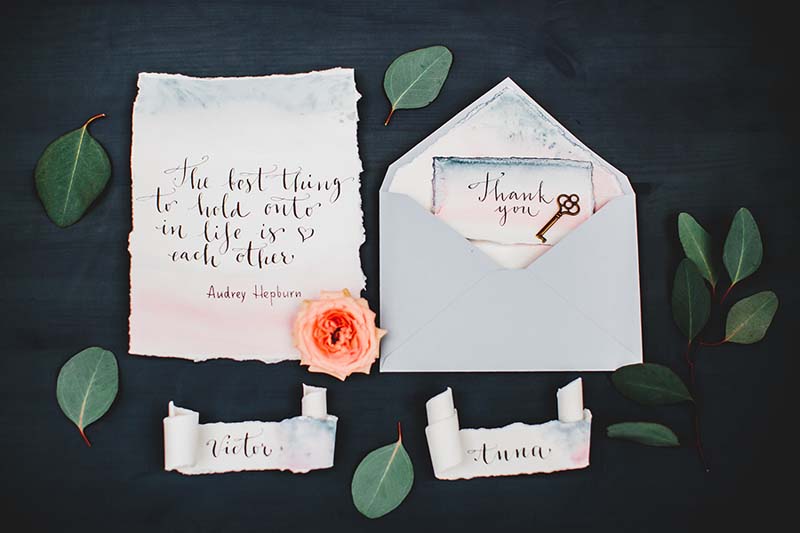 The best thing
to hold onto
in life is
each other.
Audrey Hepburn
Thank
you
Victor
Anna